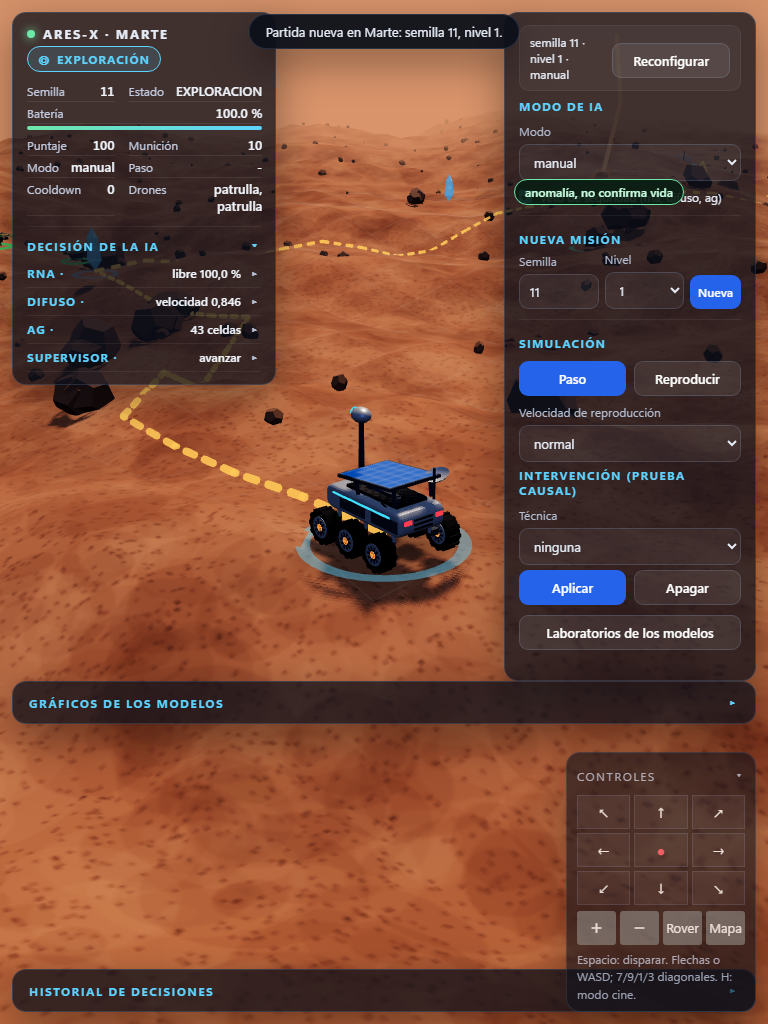 ARES-X · MARTE
EXPLORACIÓN
Semilla 11 Estado EXPLORACION
Batería 100.0 %
Puntaje 100 Munición 10
Modo manual Paso -
Cooldown 0 Drones patrulla,
patrulla
DECISIÓN DE LA IA
RNA · libre 100,0 %
DIFUSO · velocidad 0,846
AG · 43 celdas
SUPERVISOR · avanzar
Partida nueva en Marte: semilla 11, nivel 1.
semilla 11 ·
nivel 1 ·
manual
Reconfigurar
MODO DE IA
Modo
manual
anomalía, no confirma vida
uso, ag)
NUEVA MISIÓN
Semilla Nivel
11 1 Nueva
SIMULACIÓN
Paso Reproducir
Velocidad de reproducción
normal
INTERVENCIÓN (PRUEBA
CAUSAL)
Técnica
ninguna
Aplicar Apagar
Laboratorios de los modelos
GRÁFICOS DE LOS MODELOS
CONTROLES
↖ ↑ ↗
← ● →
↙ ↓ ↘
+ − Rover Mapa
Espacio: disparar. Flechas o
WASD; 7/9/1/3 diagonales. H:
modo cine.
HISTORIAL DE DECISIONES